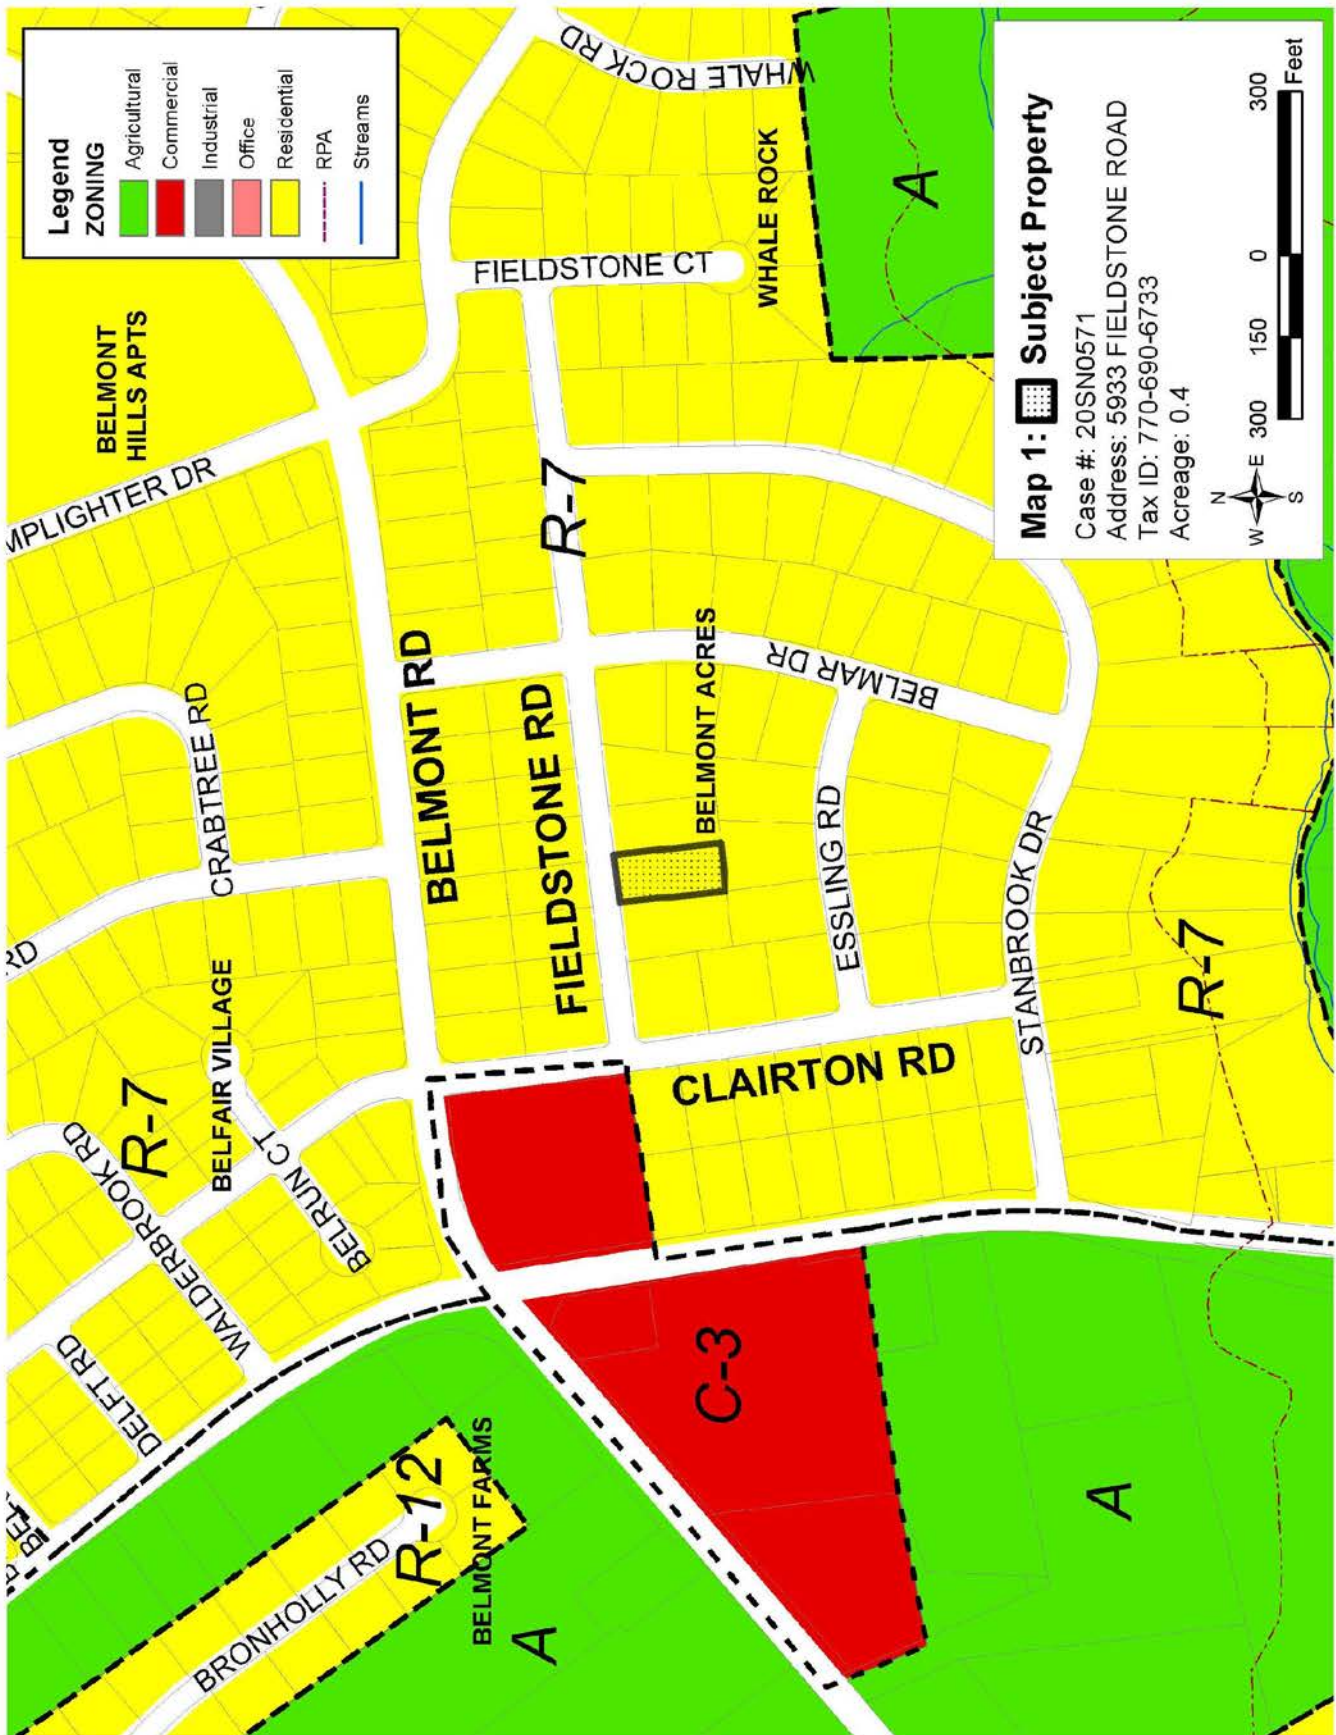 Legend
ZONING
Agricultural
Commercial
Industrial
Office
Residential
RPA
Streams
BELMONT
HILLS APTS
MPLIGHTER DR
WHALE ROCK RD
CRABTREE RD
RD
BELFAIR VILLAGE
R-7
WALDERBROOK RD
BELRUN CT
DELFT RD
BRONHOLLY RD
R-12
BELMONT FARMS
A
BELMONT RD
FIELDSTONE RD
FIELDSTONE CT
WHALE ROCK
R-7
A
BELMONT ACRES
BELMAR DR
ESSLING RD
CLAIRTON RD
STANBROOK DR
C-3
A
R-7
Map 1: Subject Property
Case #: 20SN0571
Address: 5933 FIELDSTONE ROAD
Tax ID: 770-690-6733
Acreage: 0.4
N
W
E
S
300 150 0 300
Feet